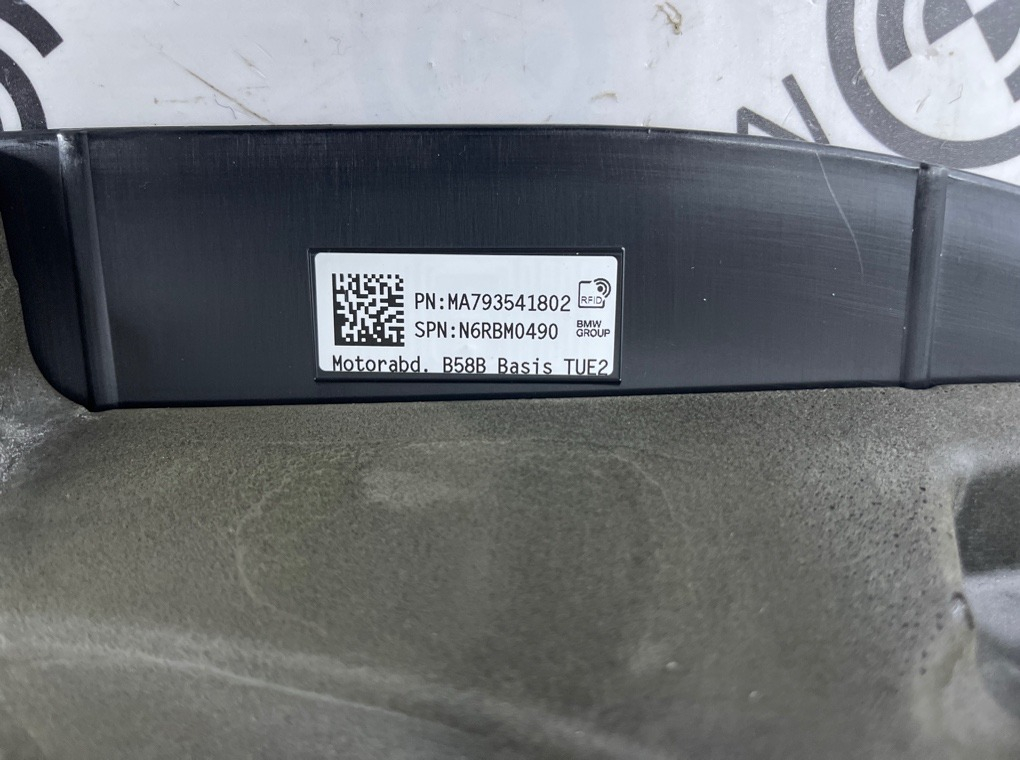 PN:MA793541802
RFID
SPN:N6RBM0490
BMW
GROUP
Motorabd. B58B Basis TUE2
N